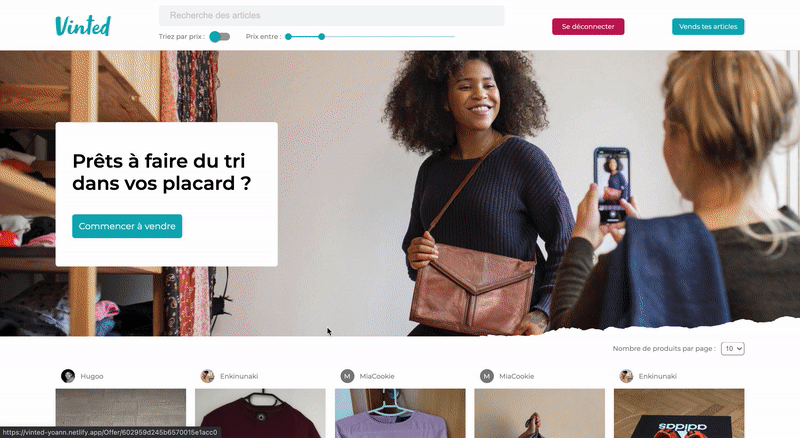 Vinted
Recherche des articles
Triez par prix :
Prix entre :
Se déconnecter
Vends tes articles
Prêts à faire du tri
dans vos placard ?
Commencer à vendre
Nombre de produits par page :
10
Hugoo
Enkinunaki
M
MiaCookie
M
MiaCookie
Enkinunaki
adidas
https://vinted-yoann.netlify.app/Offer/602959d245b6570015e1acc0